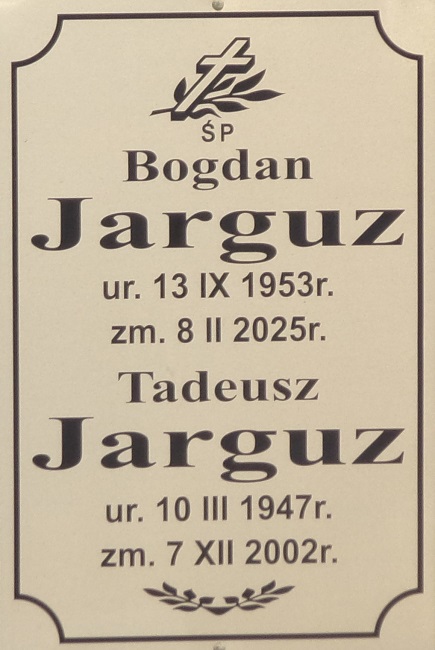 ŚP
Bogdan
Jarguz
ur. 13 IX 1953r.
zm. 8 II 2025r.
Tadeusz
Jarguz
ur. 10 III 1947r.
zm. 7 XII 2002r.